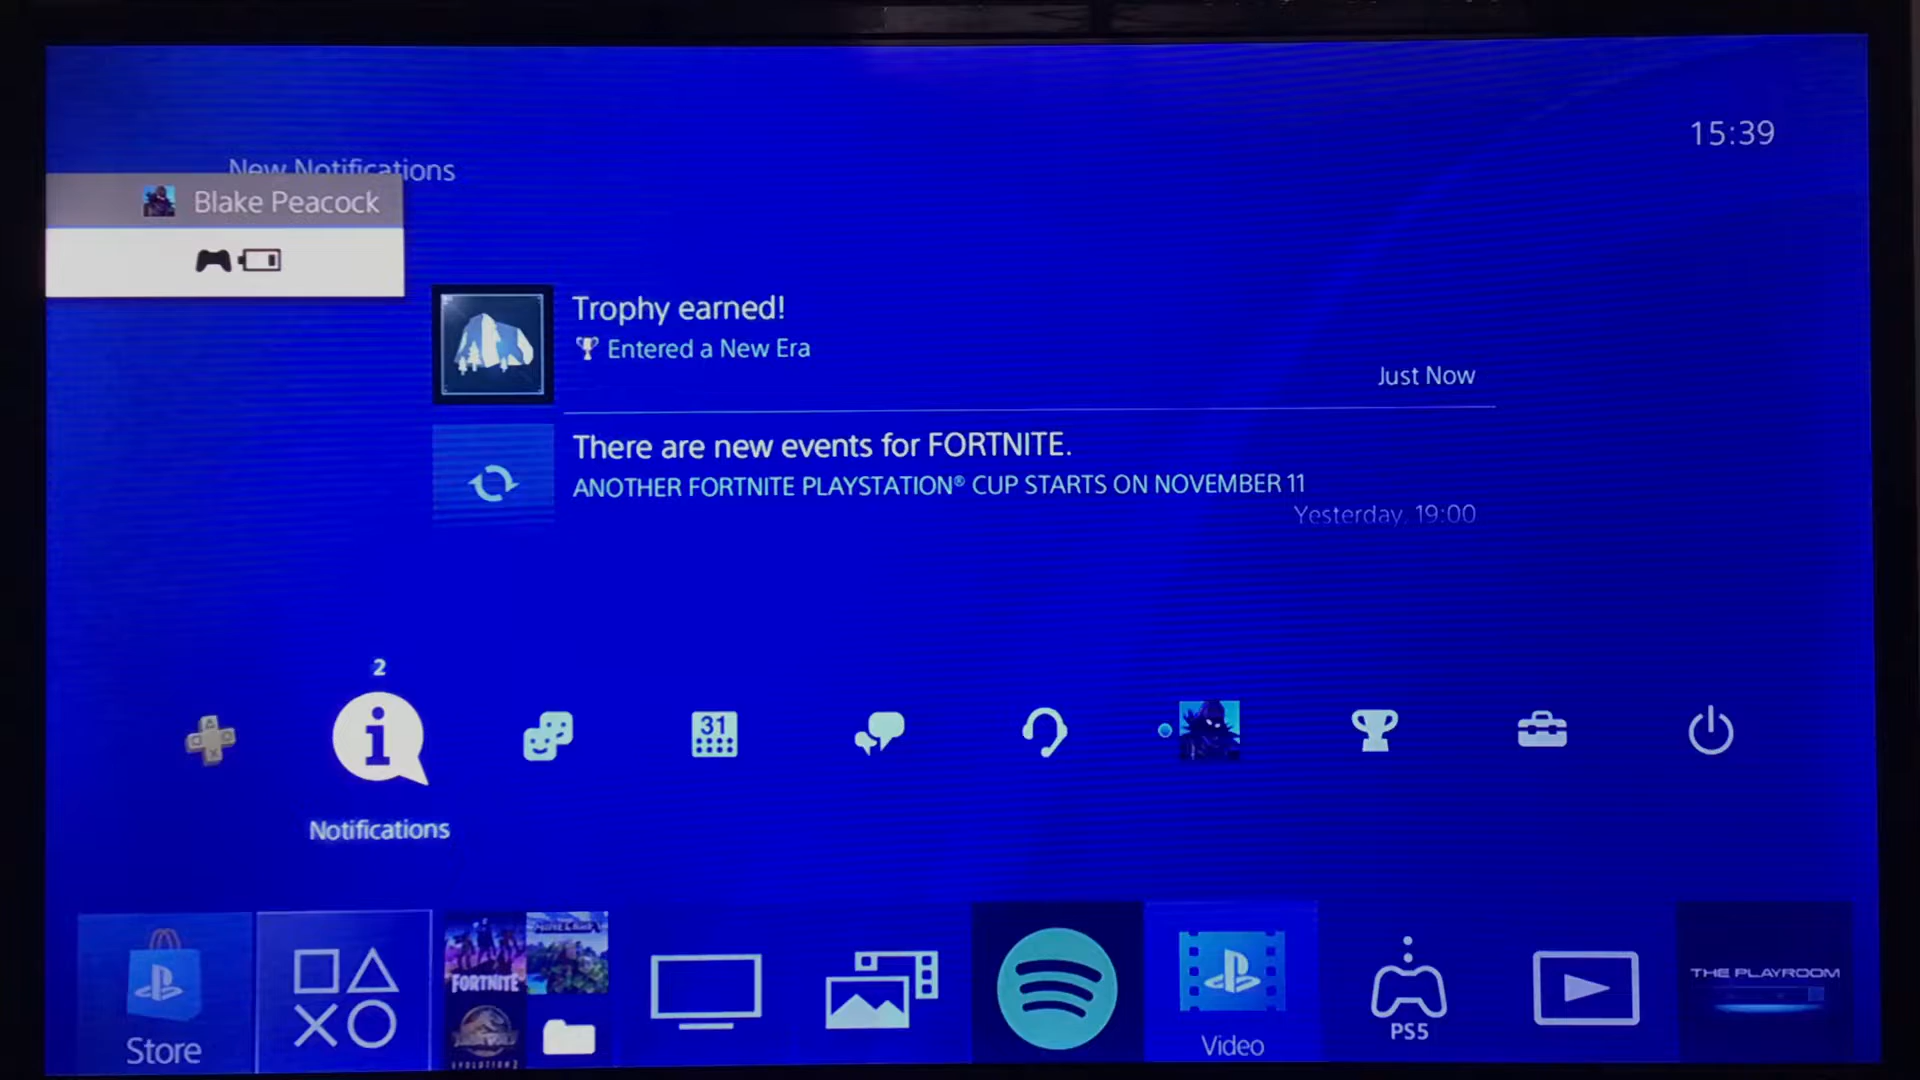 15:39
New Notifications
Blake Peacock
Trophy earned!
Entered a New Era
Just Now
There are new events for FORTNITE.
ANOTHER FORTNITE PLAYSTATION® CUP STARTS ON NOVEMBER 11
Yesterday, 19:00
2
31
Notifications
FORTNITE
EVOLUTION 2
THE PLAYROOM
Store
Video
PS5